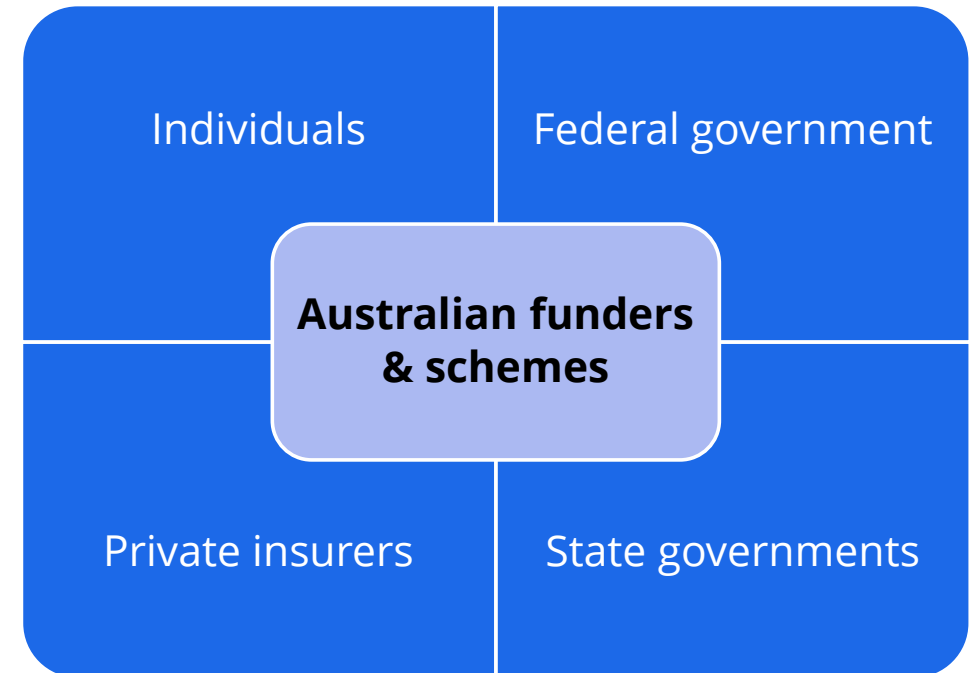 Individuals
Federal government
Australian funders
& schemes
Private insurers
State governments